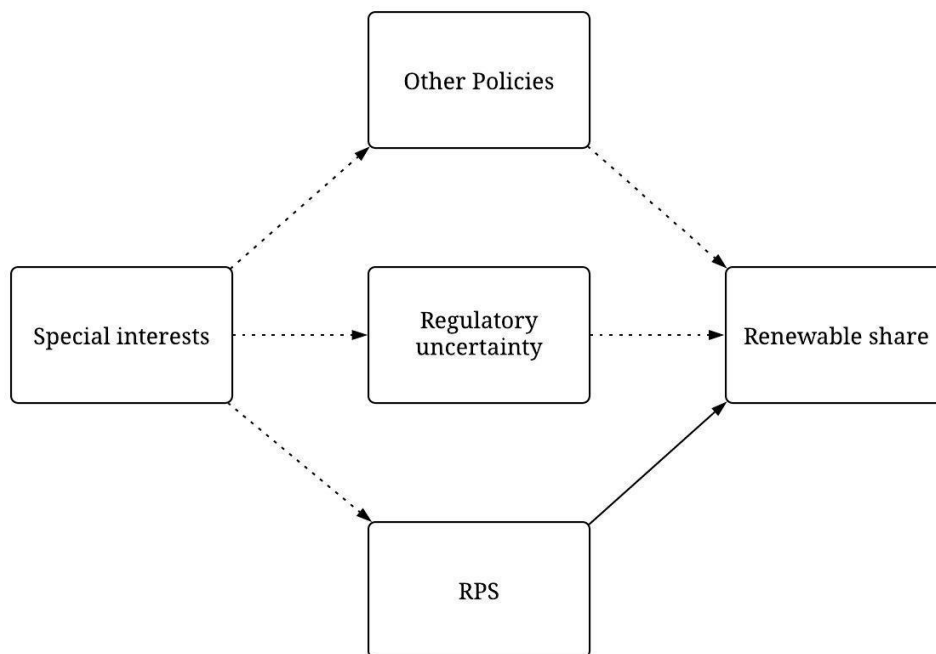 Other Policies
Special interests
Regulatory
uncertainty
Renewable share
RPS